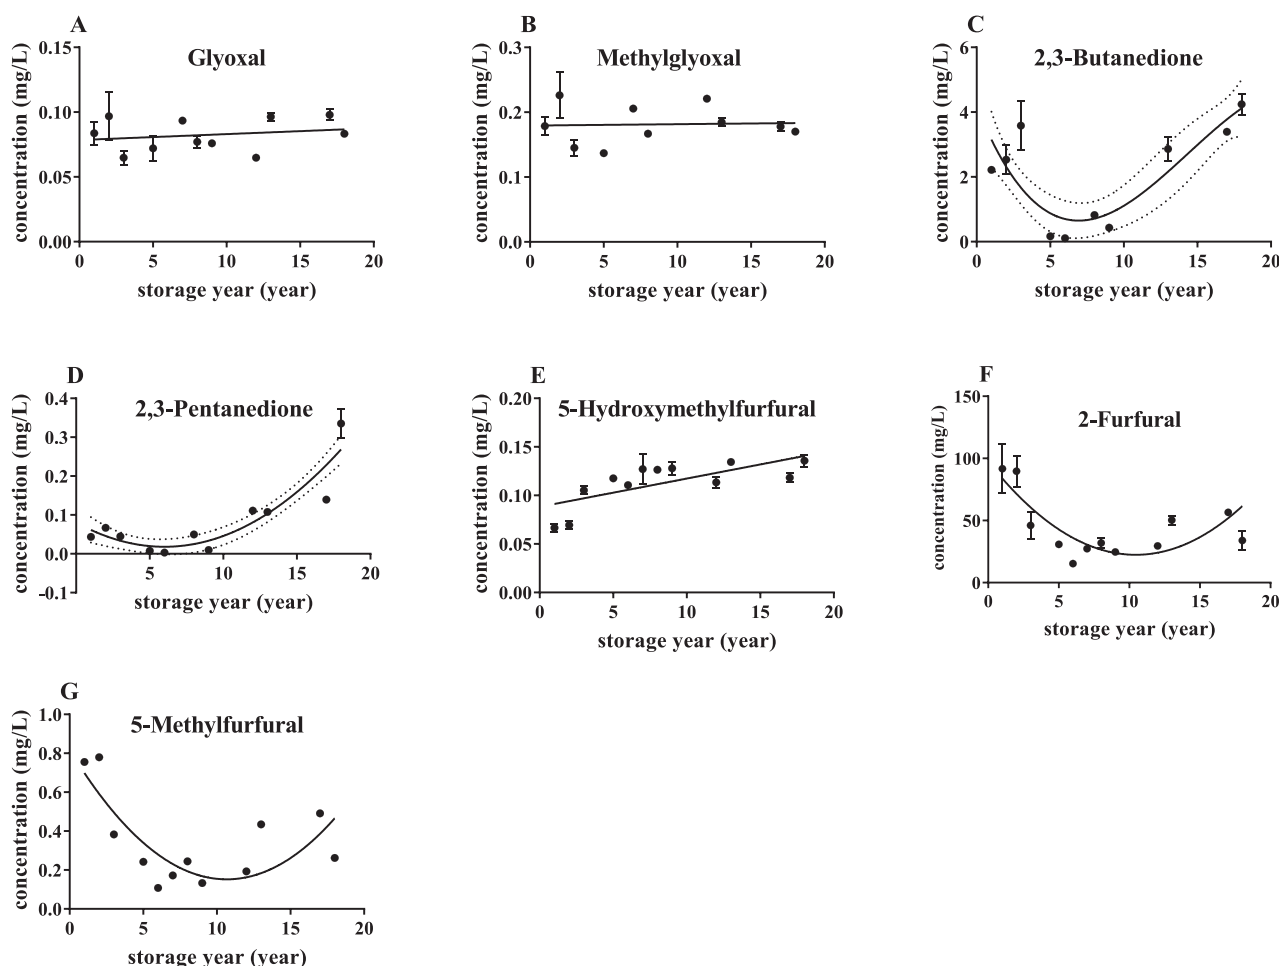 A
Glyoxal
concentration (mg/L)
0.15
0.10
0.05
0.00
0 5 10 15 20
storage year (year)
B
Methylglyoxal
concentration (mg/L)
0.3
0.2
0.1
0.0
0 5 10 15 20
storage year (year)
C
2,3-Butanedione
concentration (mg/L)
6
4
2
0
0 5 10 15 20
storage year (year)
D
2,3-Pentanedione
concentration (mg/L)
0.4
0.3
0.2
0.1
0.0
-0.1
5 10 15 20
storage year (year)
E
5-Hydroxymethylfurfural
concentration (mg/L)
0.20
0.15
0.10
0.05
0.00
0 5 10 15 20
storage year (year)
F
2-Furfural
concentration (mg/L)
150
100
50
0
0 5 10 15 20
storage year (year)
G
5-Methylfurfural
concentration (mg/L)
1.0
0.8
0.6
0.4
0.2
0.0
0 5 10 15 20
storage year (year)